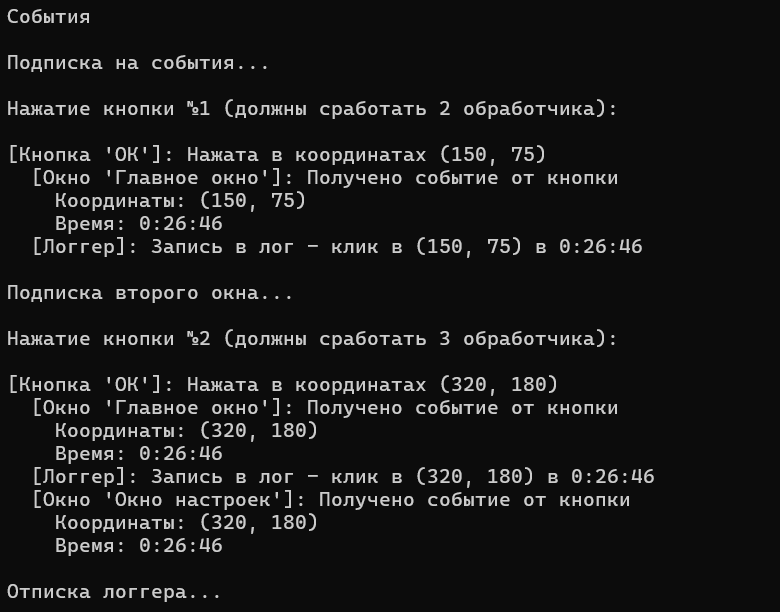 События
Подписка на события...
Нажатие кнопки №1 (должны сработать 2 обработчика):
[Кнопка 'ОК']: Нажата в координатах (150, 75)
[Окно 'Главное окно']: Получено событие от кнопки
Координаты: (150, 75)
Время: 0:26:46
[Логгер]: Запись в лог – клик в (150, 75) в 0:26:46
Подписка второго окна...
Нажатие кнопки №2 (должны сработать 3 обработчика):
[Кнопка 'ОК']: Нажата в координатах (320, 180)
[Окно 'Главное окно']: Получено событие от кнопки
Координаты: (320, 180)
Время: 0:26:46
[Логгер]: Запись в лог – клик в (320, 180) в 0:26:46
[Окно 'Окно настроек']: Получено событие от кнопки
Координаты: (320, 180)
Время: 0:26:46
Отписка логгера...